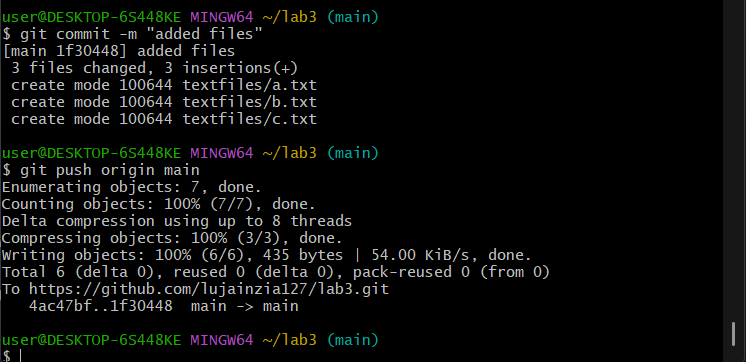 user@DESKTOP-6S448KE MINGW64 ~/lab3 (main)
$ git commit -m "added files"
[main 1f30448] added files
 3 files changed, 3 insertions(+)
 create mode 100644 textfiles/a.txt
 create mode 100644 textfiles/b.txt
 create mode 100644 textfiles/c.txt
user@DESKTOP-6S448KE MINGW64 ~/lab3 (main)
$ git push origin main
Enumerating objects: 7, done.
Counting objects: 100% (7/7), done.
Delta compression using up to 8 threads
Compressing objects: 100% (3/3), done.
Writing objects: 100% (6/6), 435 bytes | 54.00 KiB/s, done.
Total 6 (delta 0), reused 0 (delta 0), pack-reused 0 (from 0)
To https://github.com/lujainzia127/lab3.git
   4ac47bf..1f30448  main -> main
user@DESKTOP-6S448KE MINGW64 ~/lab3 (main)
$